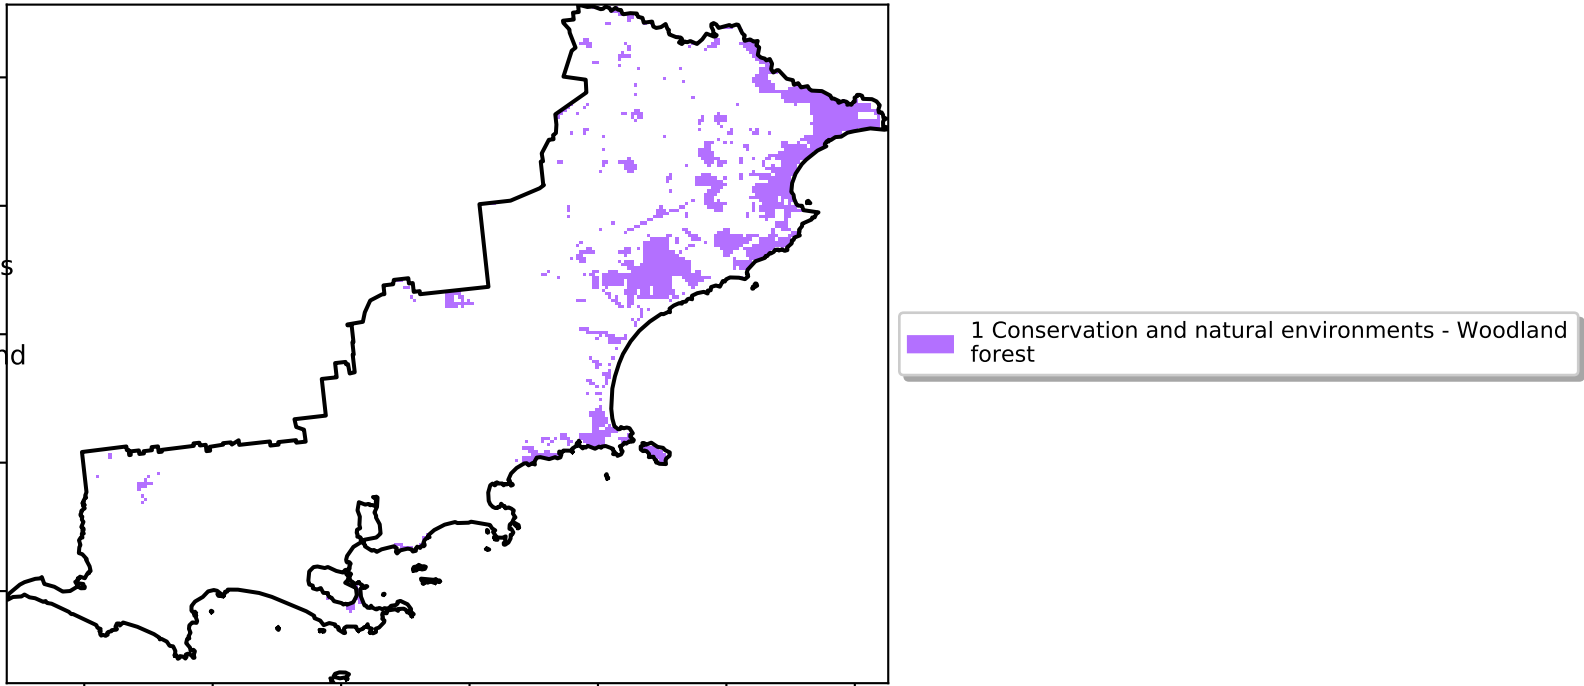 s
nd
1 Conservation and natural environments - Woodland
forest